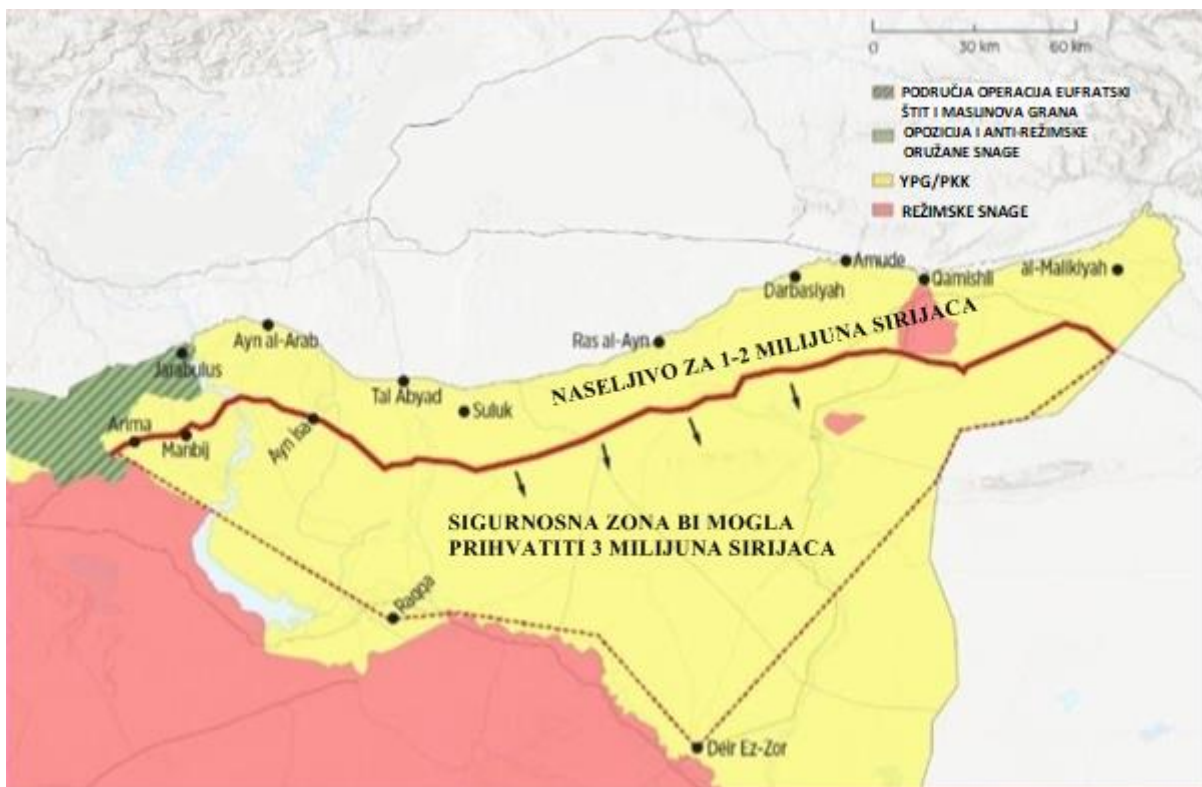 0 30 km 60 km
PODRUČJA OPERACIJA EUFRATSKI
ŠTIT I MASLINOVA GRANA
OPOZICIJA I ANTI-REŽIMSKE
ORUŽANE SNAGE
YPG/PKK
REŽIMSKE SNAGE
Amude
Qamishli
al-Malikiyah
Darbasiyah
Ras al-Ayn
NASELJIVO ZA 1-2 MILIJUNA SIRIJACA
Ayn al-Arab
Jarabulus
Tal Abyad
Suluk
Arima
Manbij
Ayn Isa
SIGURNOSNA ZONA BI MOGLA
PRIHVATITI 3 MILIJUNA SIRIJACA
Raqqa
Deir Ez-Zor